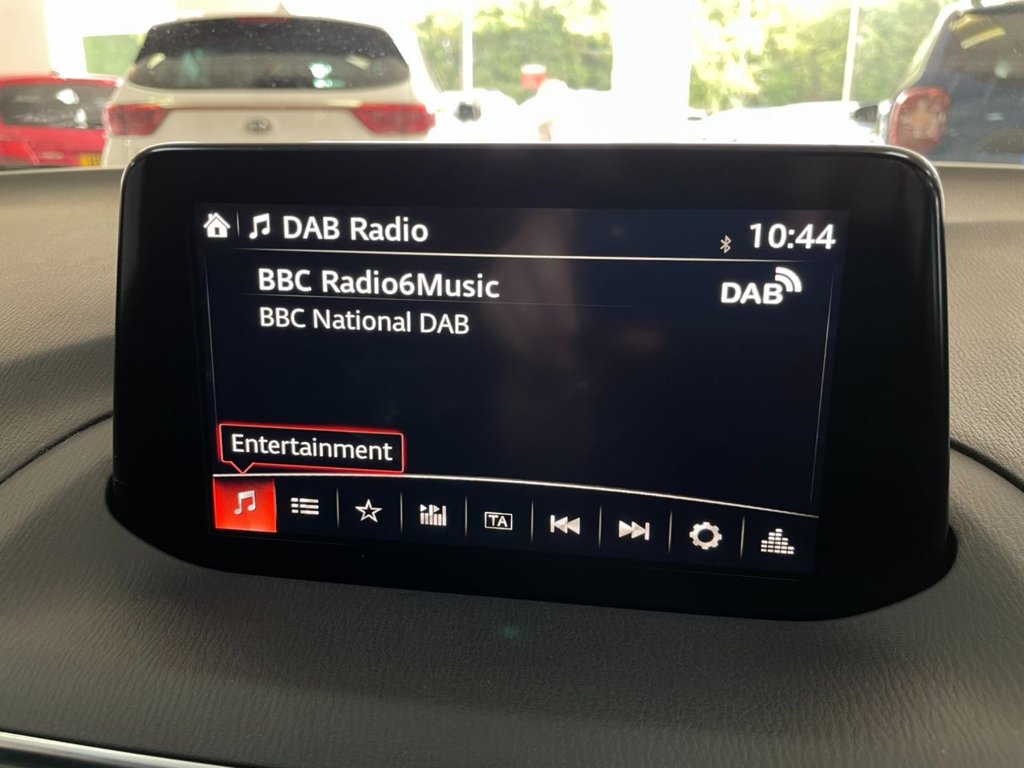 DAB Radio
10:44
BBC Radio6Music
DAB
BBC National DAB
Entertainment
TA